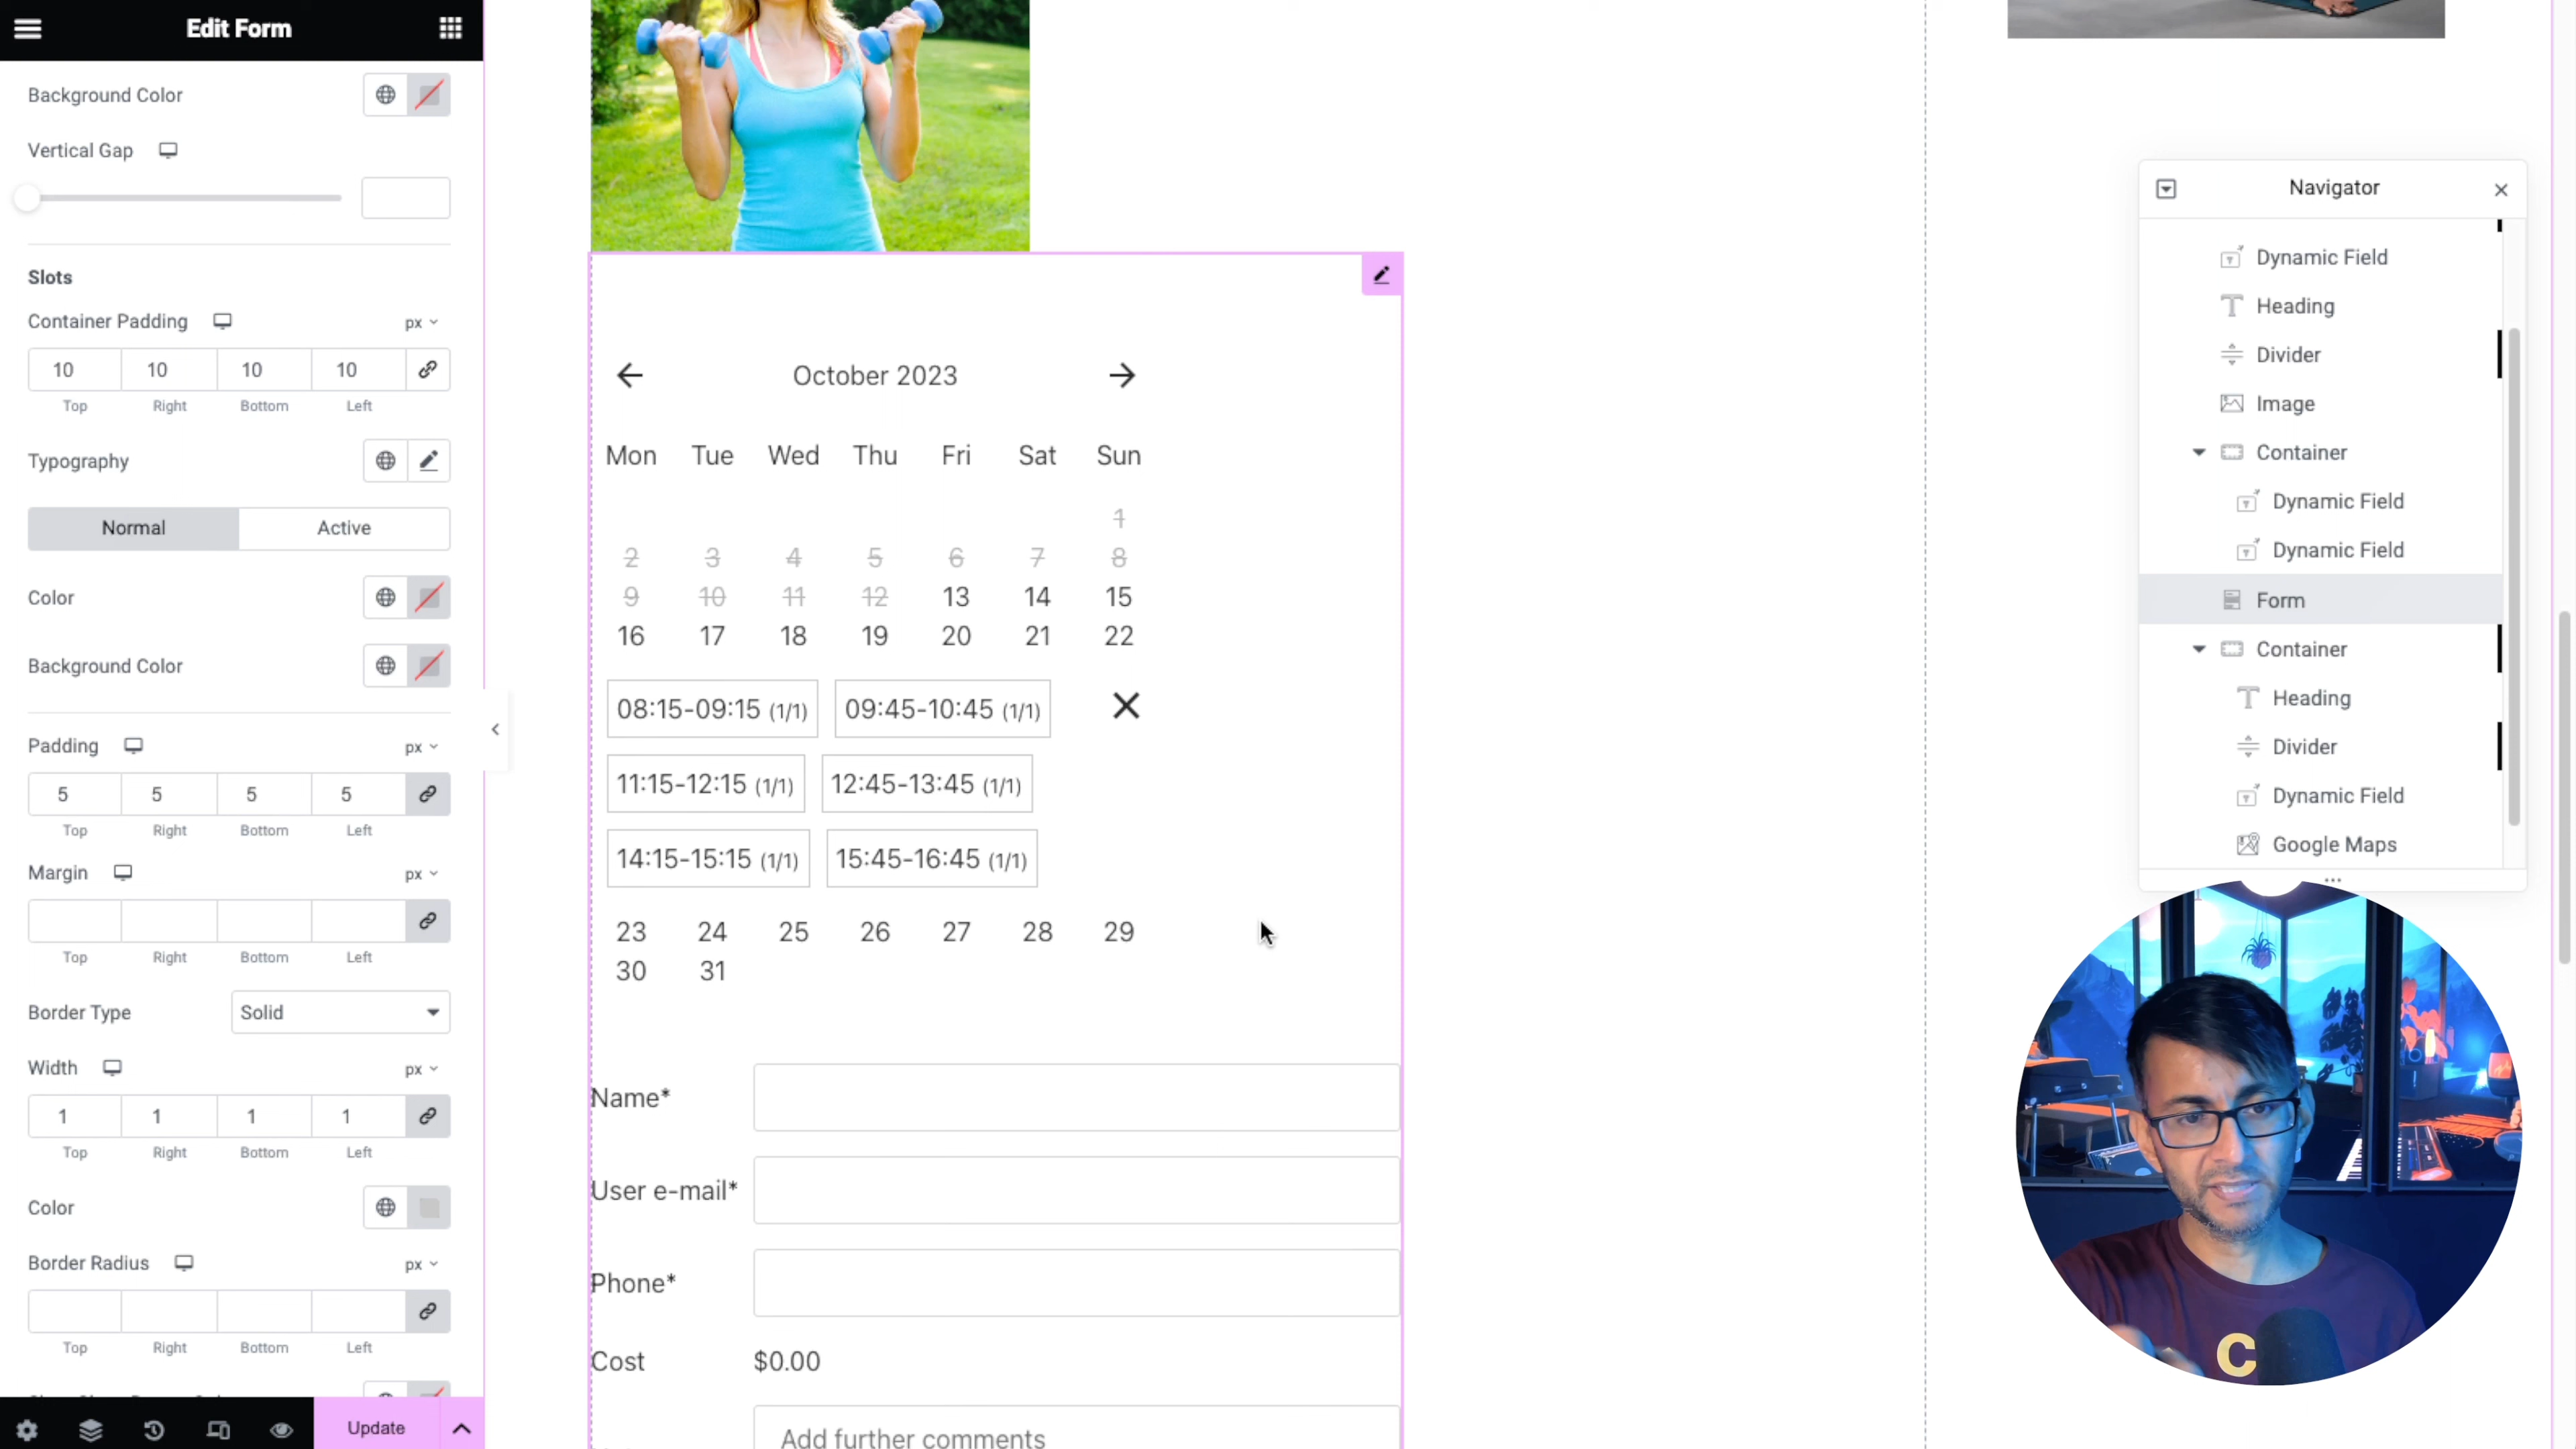 Edit Form
Background Color
Vertical Gap
Slots
Container Padding px
10 10 10 10
Top Right Bottom Left
Typography
Normal Active
Color
Background Color
Padding px
5 5 5 5
Top Right Bottom Left
Margin px
Top Right Bottom Left
Border Type Solid
Width px
1 1 1 1
Top Right Bottom Left
Color
Border Radius px
Top Right Bottom Left
Update
October 2023
Mon Tue Wed Thu Fri Sat Sun
1
2 3 4 5 6 7 8
9 10 11 12 13 14 15
16 17 18 19 20 21 22
08:15-09:15 (1/1) 09:45-10:45 (1/1)
11:15-12:15 (1/1) 12:45-13:45 (1/1)
14:15-15:15 (1/1) 15:45-16:45 (1/1)
23 24 25 26 27 28 29
30 31
Name*
User e-mail*
Phone*
Cost $0.00
Add further comments
Navigator
Dynamic Field
Heading
Divider
Image
Container
Dynamic Field
Dynamic Field
Form
Container
Heading
Divider
Dynamic Field
Google Maps
C